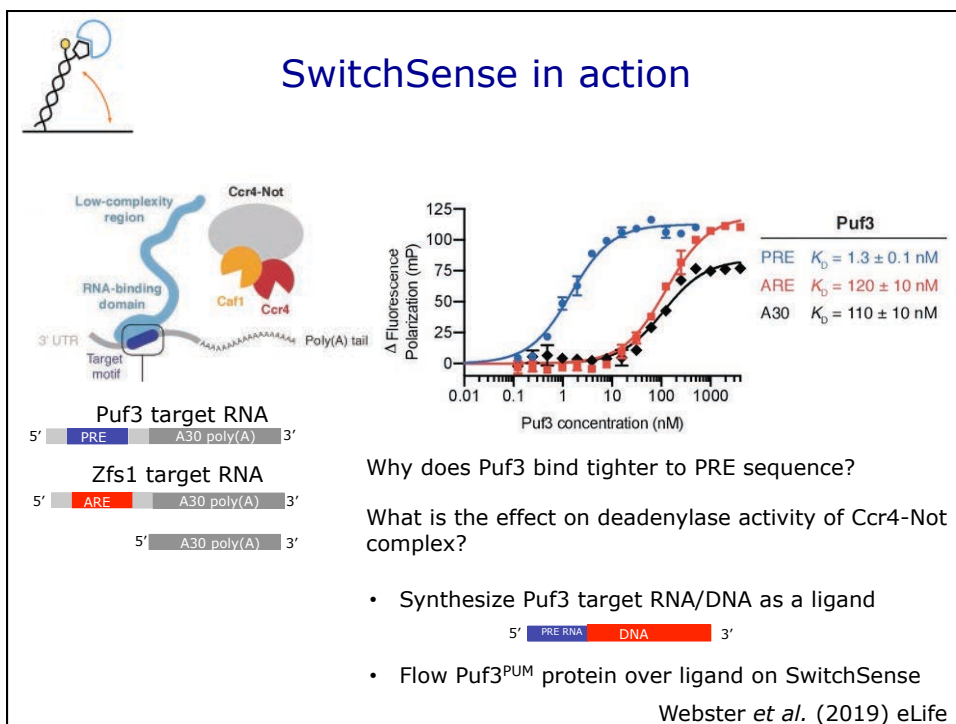 SwitchSense in action
Low-complexity
region
Ccr4-Not
RNA-binding
domain
Caf1
Ccr4
3' UTR
Poly(A) tail
Target
motif
Δ Fluorescence
Polarization (mP)
125
100
75
50
25
0
0.01 0.1 1 10 100 1000
Puf3 concentration (nM)
Puf3
PRE K_D = 1.3 ± 0.1 nM
ARE K_D = 120 ± 10 nM
A30 K_D = 110 ± 10 nM
Puf3 target RNA
5′ PRE A30 poly(A) 3′
Zfs1 target RNA
5′ ARE A30 poly(A) 3′
5′ A30 poly(A) 3′
Why does Puf3 bind tighter to PRE sequence?
What is the effect on deadenylase activity of Ccr4-Not
complex?
• Synthesize Puf3 target RNA/DNA as a ligand
5′ PRE RNA DNA 3′
• Flow Puf3^PUM protein over ligand on SwitchSense
Webster et al. (2019) eLife